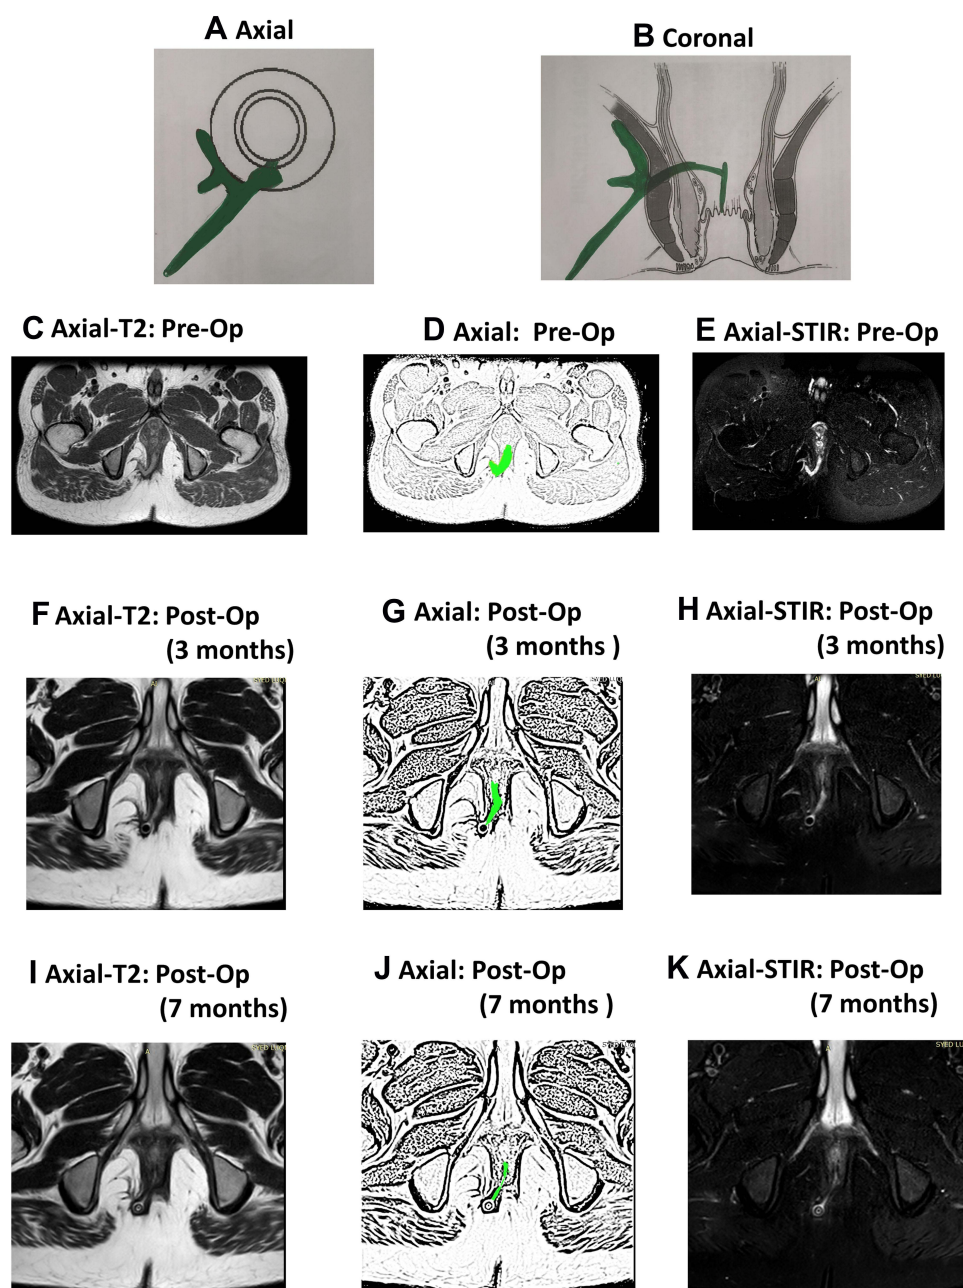 A Axial
B Coronal
C Axial-T2: Pre-Op
D Axial: Pre-Op
E Axial-STIR: Pre-Op
F Axial-T2: Post-Op
(3 months)
G Axial: Post-Op
(3 months )
H Axial-STIR: Post-Op
(3 months)
I Axial-T2: Post-Op
(7 months)
J Axial: Post-Op
(7 months )
K Axial-STIR: Post-Op
(7 months)
A